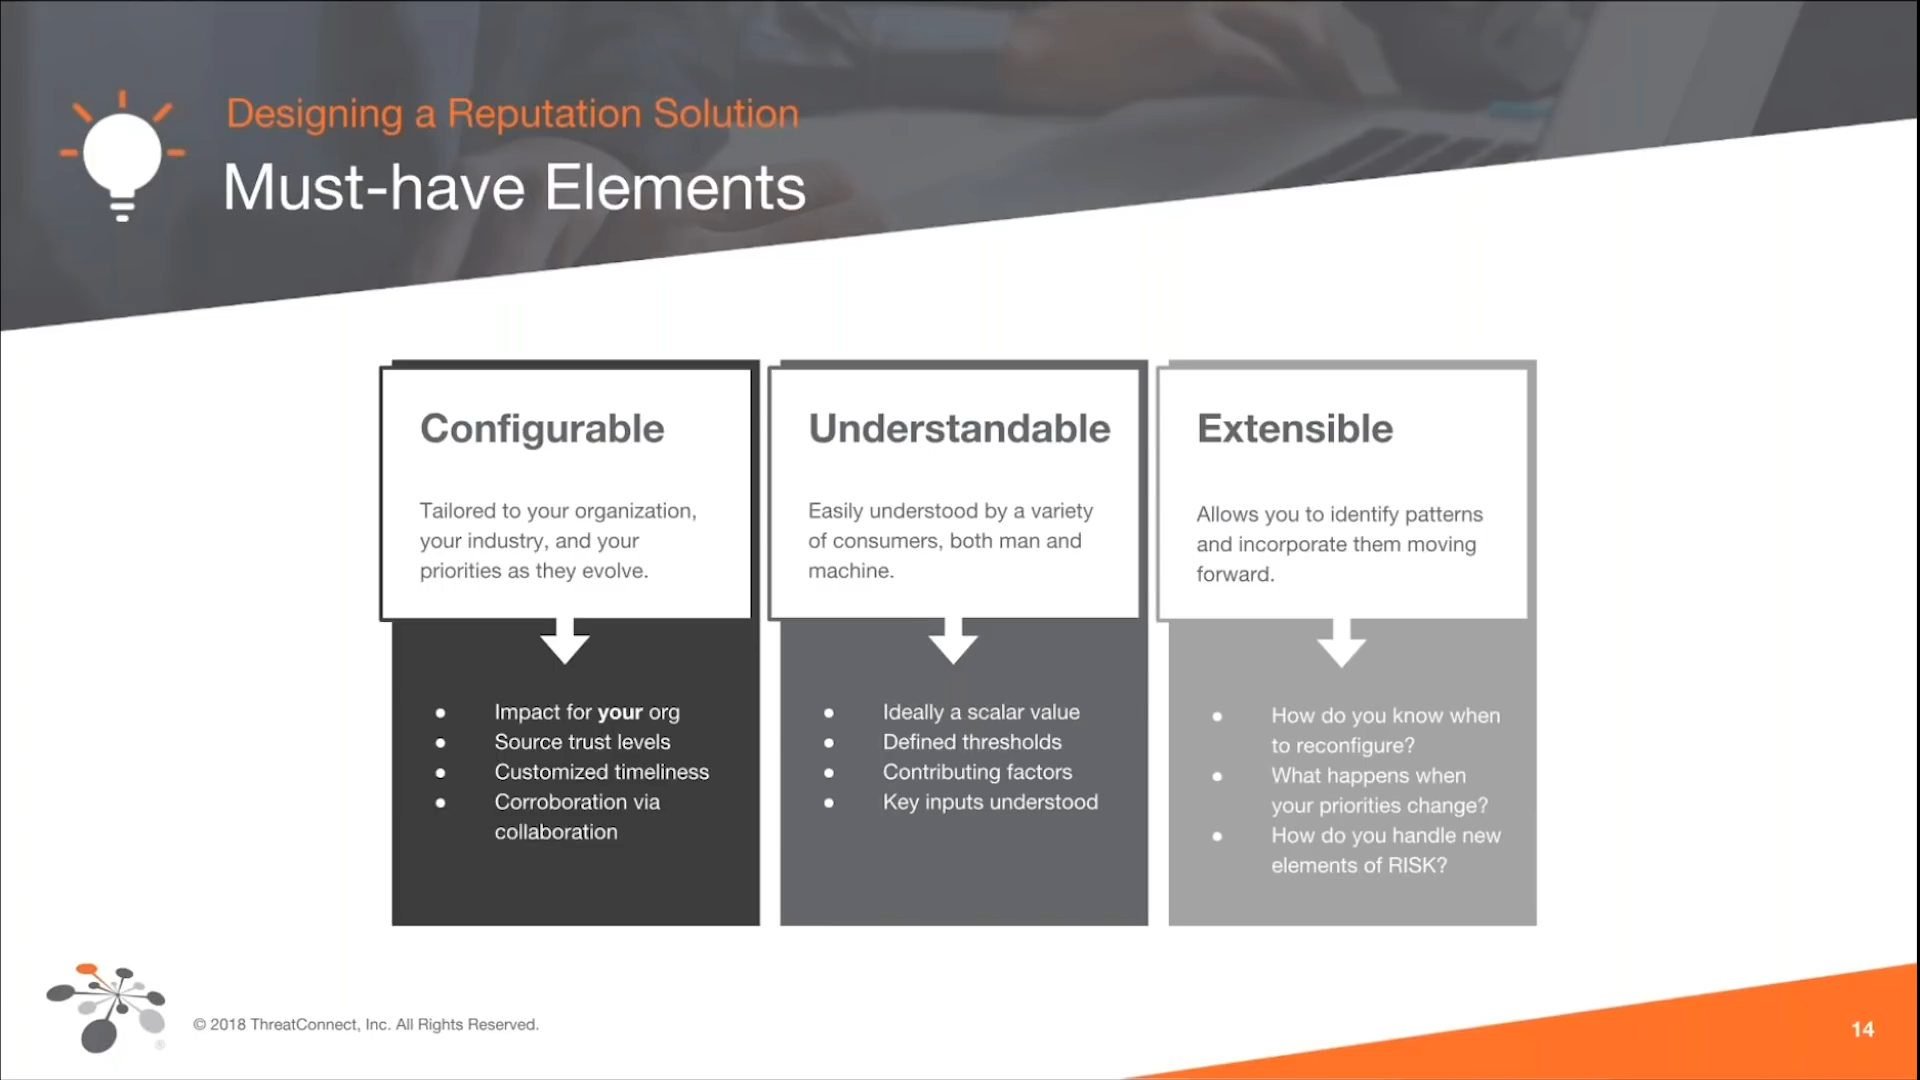 Designing a Reputation Solution
Must-have Elements
Configurable
Tailored to your organization,
your industry, and your
priorities as they evolve.
• Impact for your org
• Source trust levels
• Customized timeliness
• Corroboration via
collaboration
Understandable
Easily understood by a variety
of consumers, both man and
machine.
• Ideally a scalar value
• Defined thresholds
• Contributing factors
• Key inputs understood
Extensible
Allows you to identify patterns
and incorporate them moving
forward.
• How do you know when
to reconfigure?
• What happens when
your priorities change?
• How do you handle new
elements of RISK?
®
© 2018 ThreatConnect, Inc. All Rights Reserved.
14